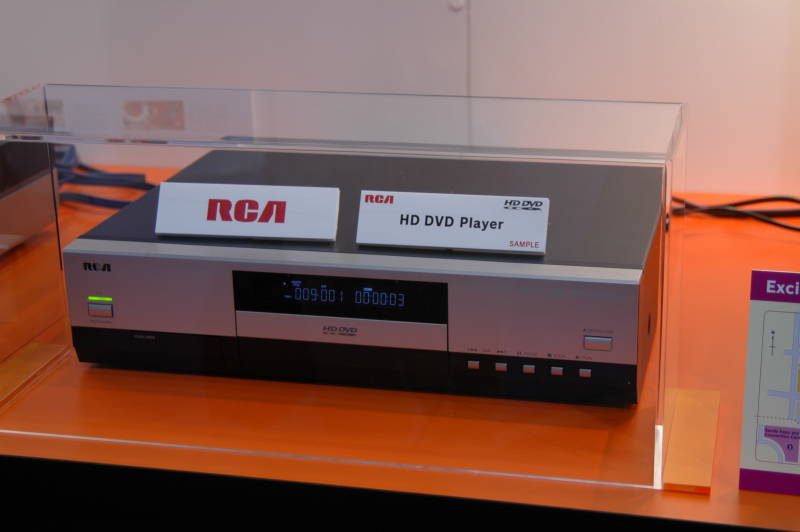 RCA
RCA
HD DVD
HD DVD Player
SAMPLE
RCA
009:001 00:00:03
HD DVD
Exci